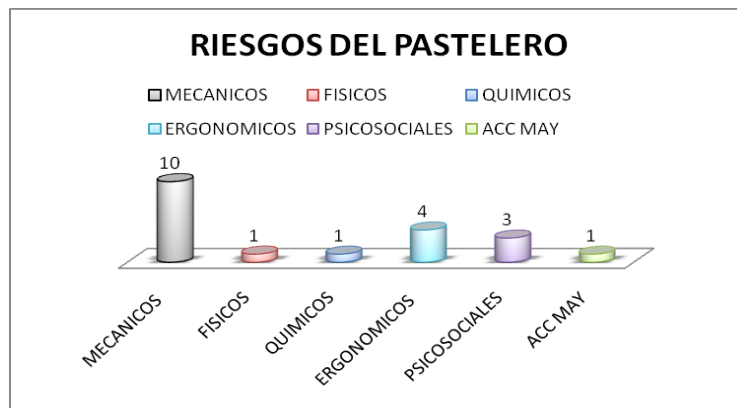 RIESGOS DEL PASTELERO
MECANICOS FISICOS QUIMICOS
ERGONOMICOS PSICOSOCIALES ACC MAY
10 1 1 4 3 1
MECANICOS FISICOS QUIMICOS ERGONOMICOS PSICOSOCIALES ACC MAY